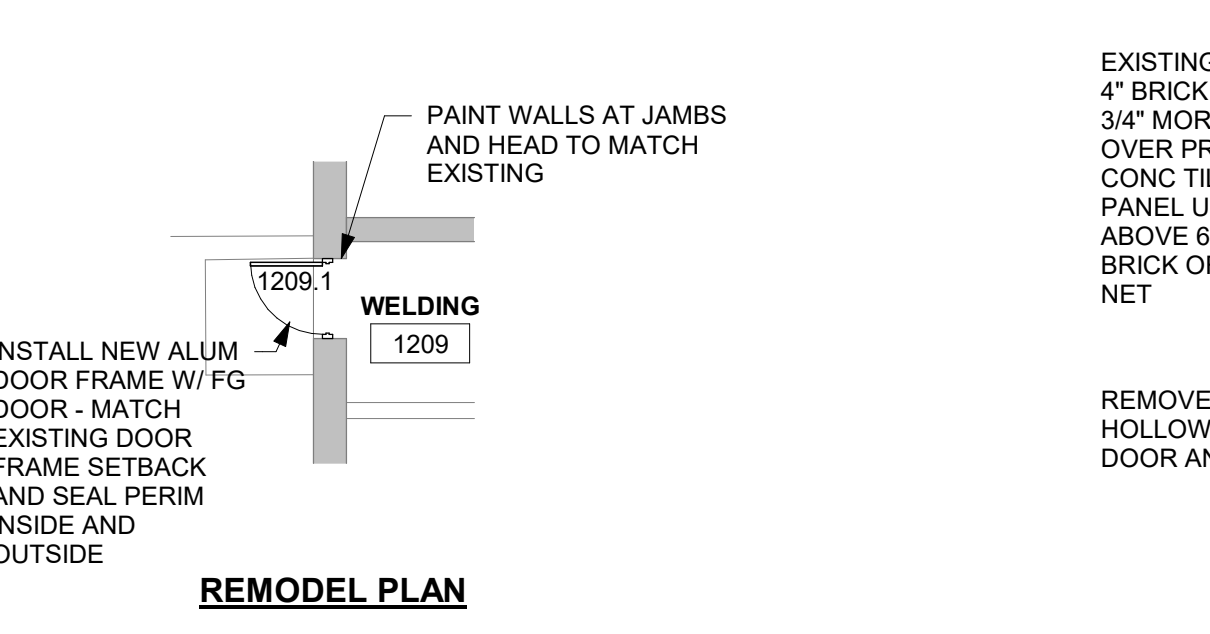 PAINT WALLS AT JAMBS
AND HEAD TO MATCH
EXISTING
1209.1
WELDING
1209
NSTALL NEW ALUM
DOOR FRAME W/ FG
DOOR - MATCH
EXISTING DOOR
FRAME SETBACK
AND SEAL PERIM
NSIDE AND
OUTSIDE
REMODEL PLAN
EXISTING
4" BRICK
3/4" MOR
OVER PR
CONC TIL
PANEL U
ABOVE 6
BRICK OF
NET
REMOVE
HOLLOW
DOOR AN